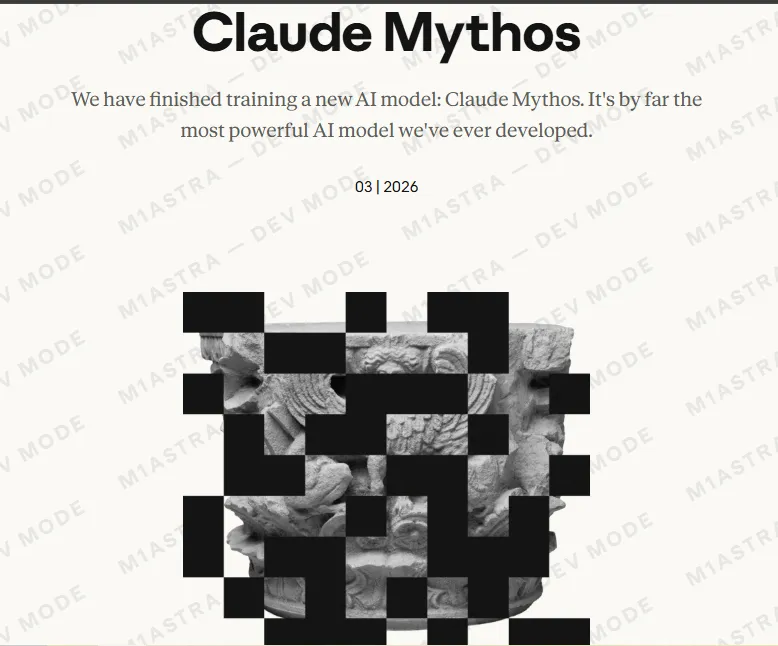 Claude Mythos
We have finished training a new AI model: Claude Mythos. It's by far the
most powerful AI model we've ever developed.
03 | 2026
M1ASTRA — DEV MODE